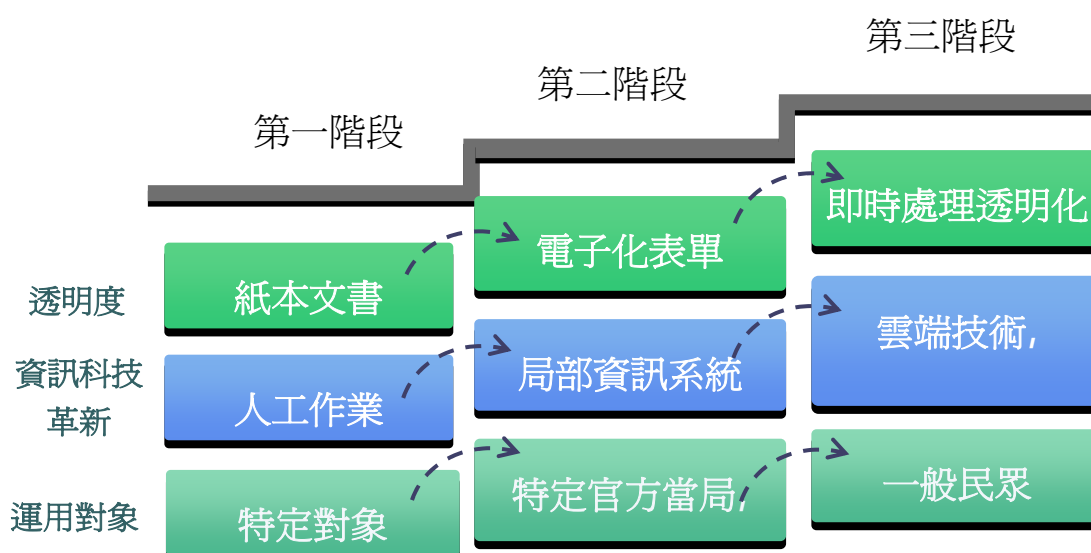 第一階段
第二階段
第三階段
透明度
紙本文書
電子化表單
即時處理透明化
資訊科技
革新
人工作業
局部資訊系統
雲端技術,
運用對象
特定對象
特定官方當局,
一般民眾